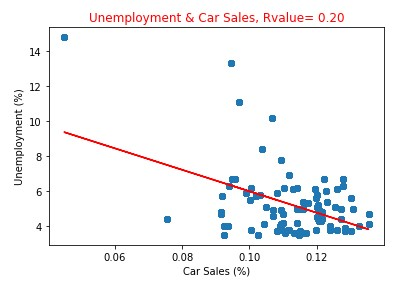 Unemployment & Car Sales, Rvalue= 0.20
Unemployment (%)
14
12
10
8
6
4
0.06 0.08 0.10 0.12
Car Sales (%)